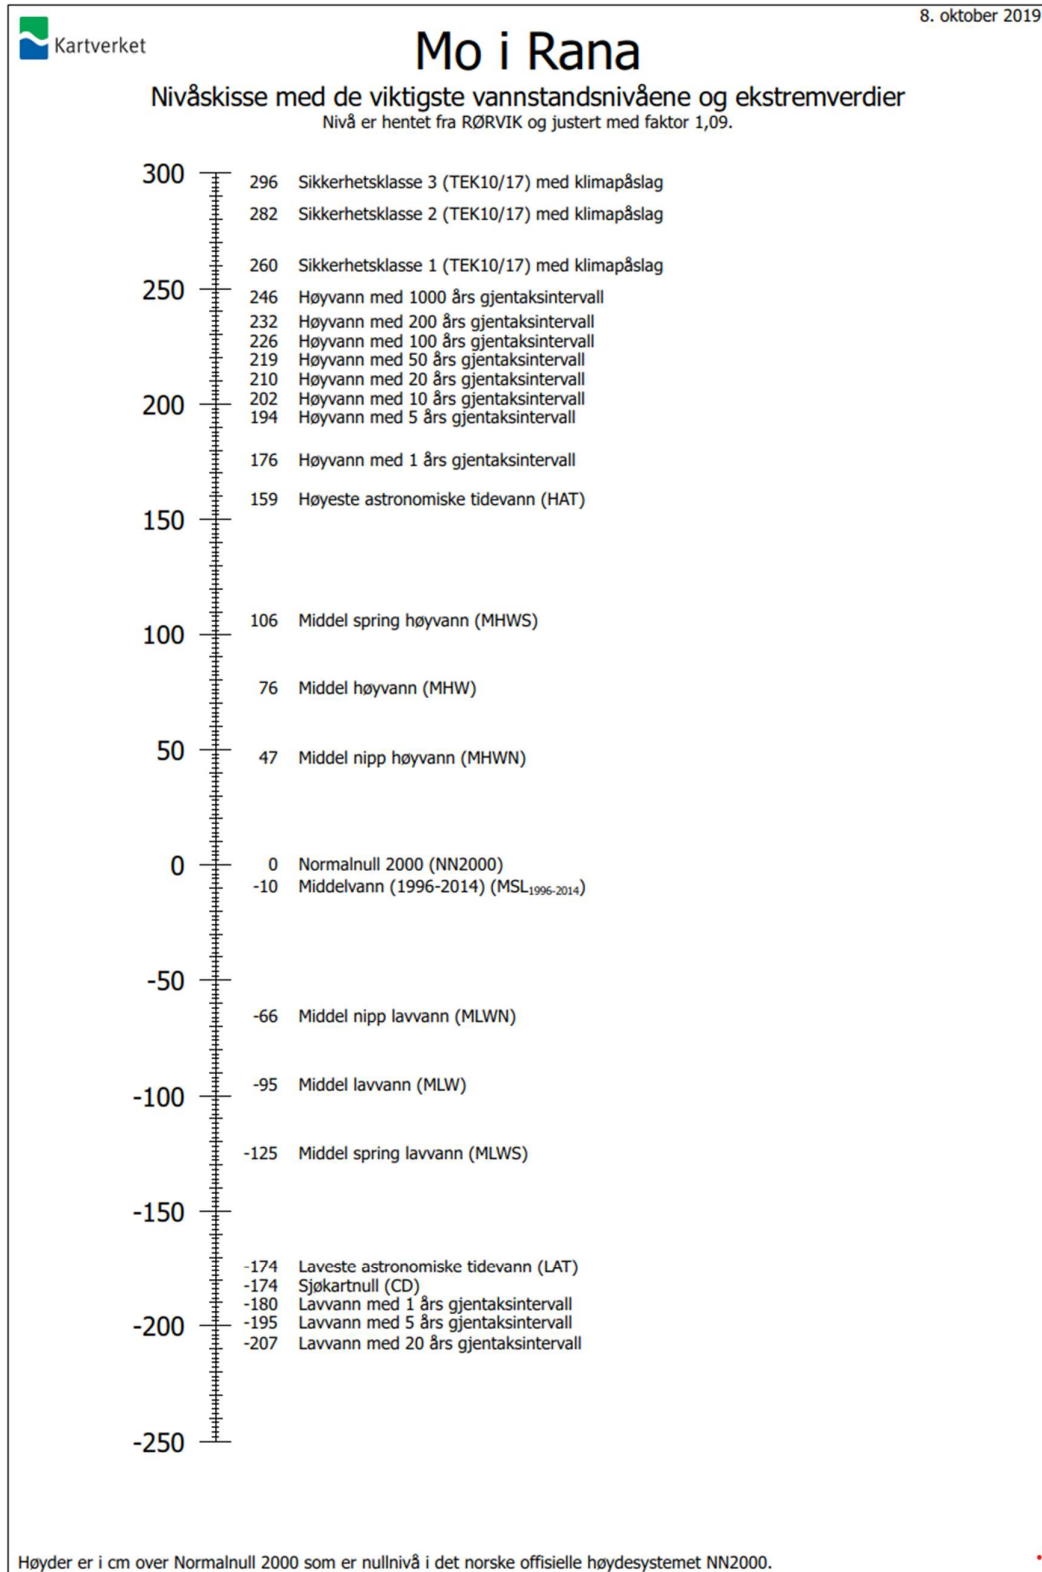 8. oktober 2019
Kartverket
Mo i Rana
Nivåskisse med de viktigste vannstandsnivåene og ekstremverdier
Nivå er hentet fra RØRVIK og justert med faktor 1,09.
300
296 Sikkerhetsklasse 3 (TEK10/17) med klimapåslag
282 Sikkerhetsklasse 2 (TEK10/17) med klimapåslag
260 Sikkerhetsklasse 1 (TEK10/17) med klimapåslag
250
246 Høyvann med 1000 års gjentaksintervall
232 Høyvann med 200 års gjentaksintervall
226 Høyvann med 100 års gjentaksintervall
219 Høyvann med 50 års gjentaksintervall
210 Høyvann med 20 års gjentaksintervall
202 Høyvann med 10 års gjentaksintervall
200
194 Høyvann med 5 års gjentaksintervall
176 Høyvann med 1 års gjentaksintervall
159 Høyeste astronomiske tidevann (HAT)
150
106 Middel spring høyvann (MHWS)
100
76 Middel høyvann (MHW)
50
47 Middel nipp høyvann (MHWN)
0
0 Normalnull 2000 (NN2000)
-10 Middelvann (1996-2014) (MSL1996-2014)
-50
-66 Middel nipp lavvann (MLWN)
-95 Middel lavvann (MLW)
-100
-125 Middel spring lavvann (MLWS)
-150
-174 Laveste astronomiske tidevann (LAT)
-174 Sjøkartnull (CD)
-180 Lavvann med 1 års gjentaksintervall
-195 Lavvann med 5 års gjentaksintervall
-200
-207 Lavvann med 20 års gjentaksintervall
-250
Høyder er i cm over Normalnull 2000 som er nullnivå i det norske offisielle høydesystemet NN2000.